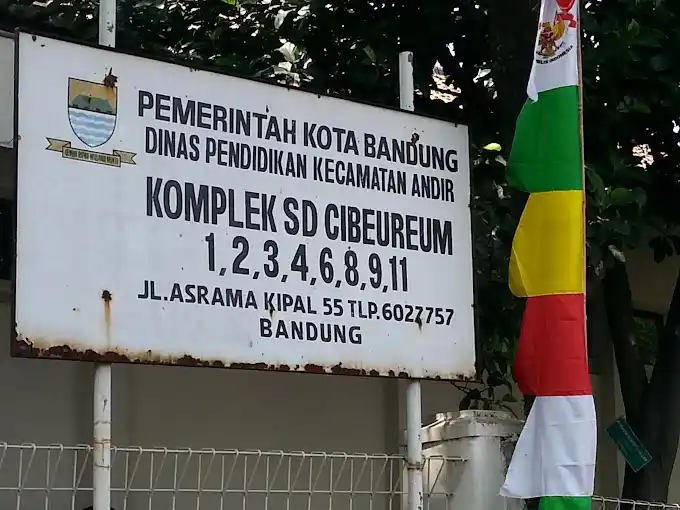 PEMERINTAH KOTA BANDUNG
DINAS PENDIDIKAN KECAMATAN ANDIR
KOMPLEK SD CIBEUREUM
1,2,3,4,6,8,9,11
JL.ASRAMA KIPAL 55 TLP.6027757
BANDUNG